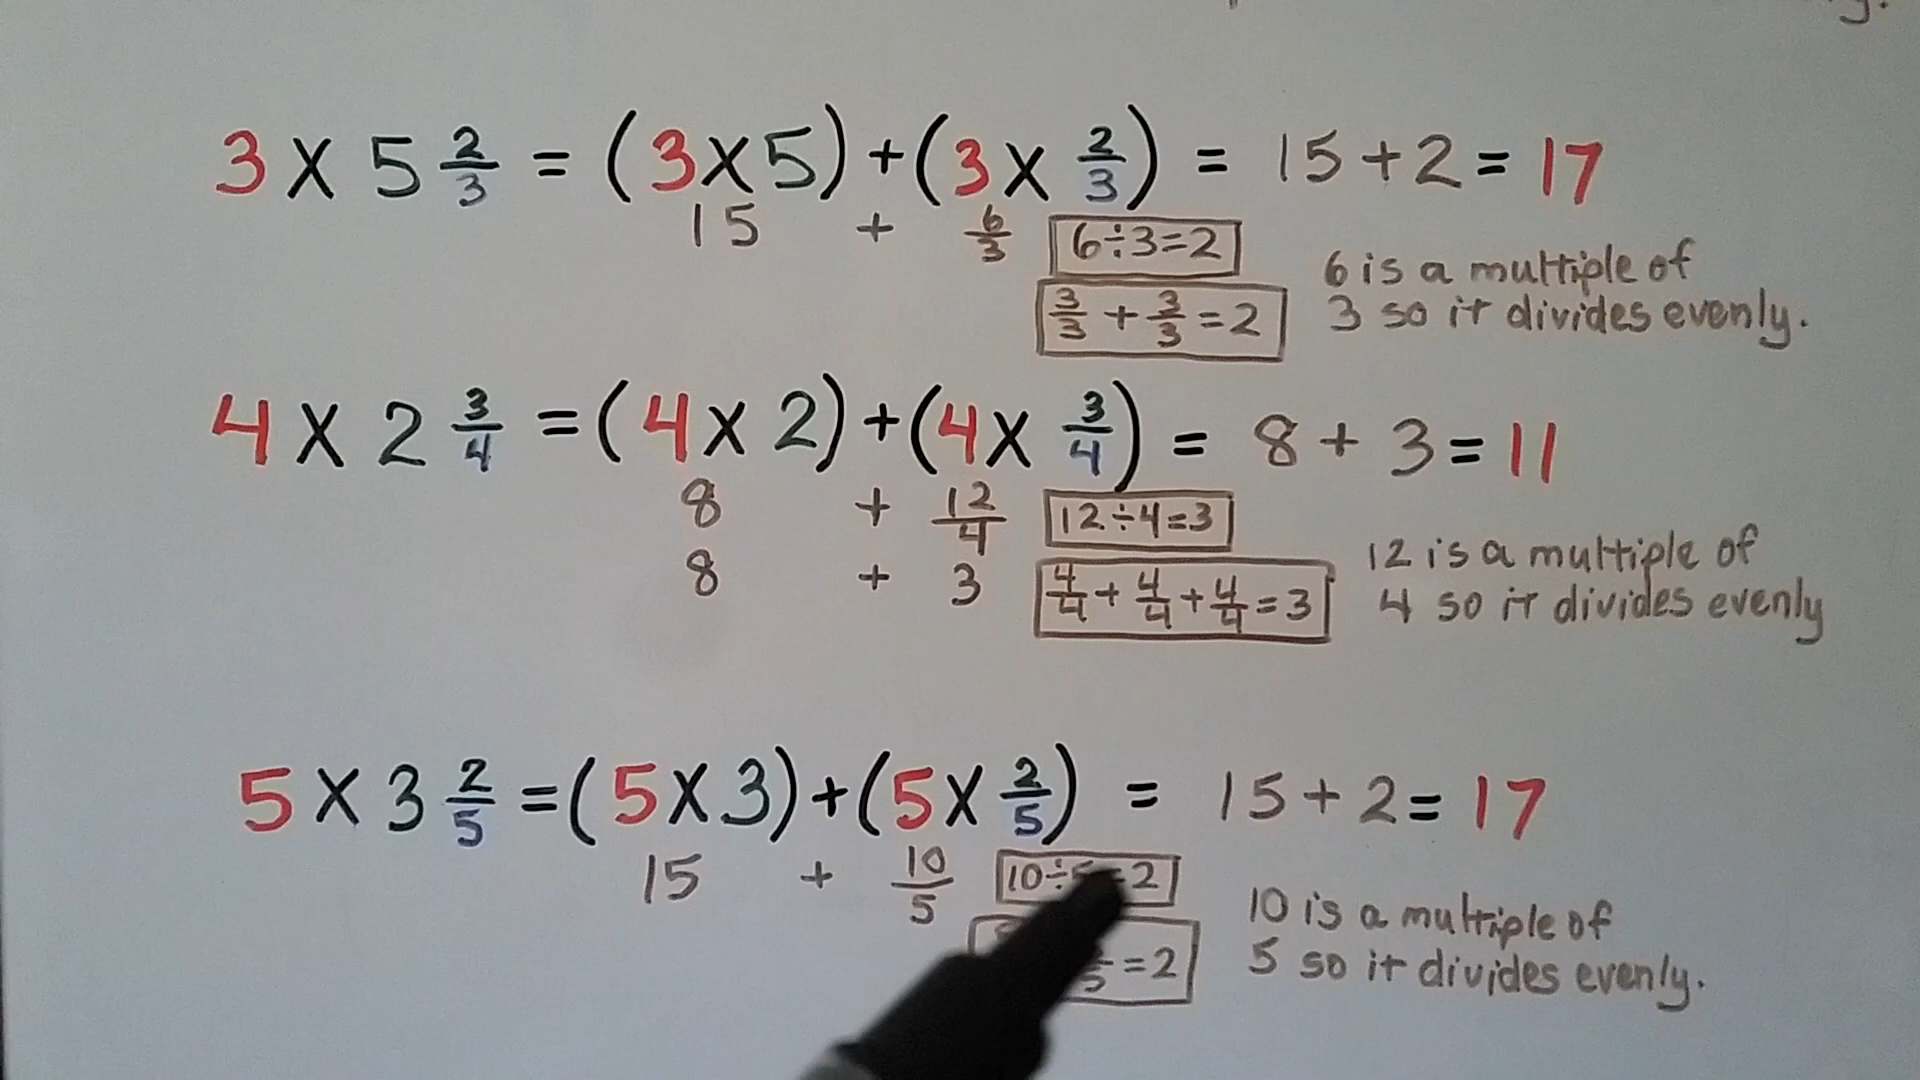 3 × 5 2/3 = (3×5) + (3 × 2/3) = 15 + 2 = 17
15 + 6/3 6÷3=2
3/3 + 3/3 = 2
6 is a multiple of
3 so it divides evenly.
4 × 2 3/4 = (4 × 2) + (4 × 3/4) = 8 + 3 = 11
8 + 12/4 12÷4=3
8 + 3 4/4 + 4/4 + 4/4 = 3
12 is a multiple of
4 so it divides evenly
5 × 3 2/5 = (5 × 3) + (5 × 2/5) = 15 + 2 = 17
15 + 10/5 10÷5=2
= 2
10 is a multiple of
5 so it divides evenly.